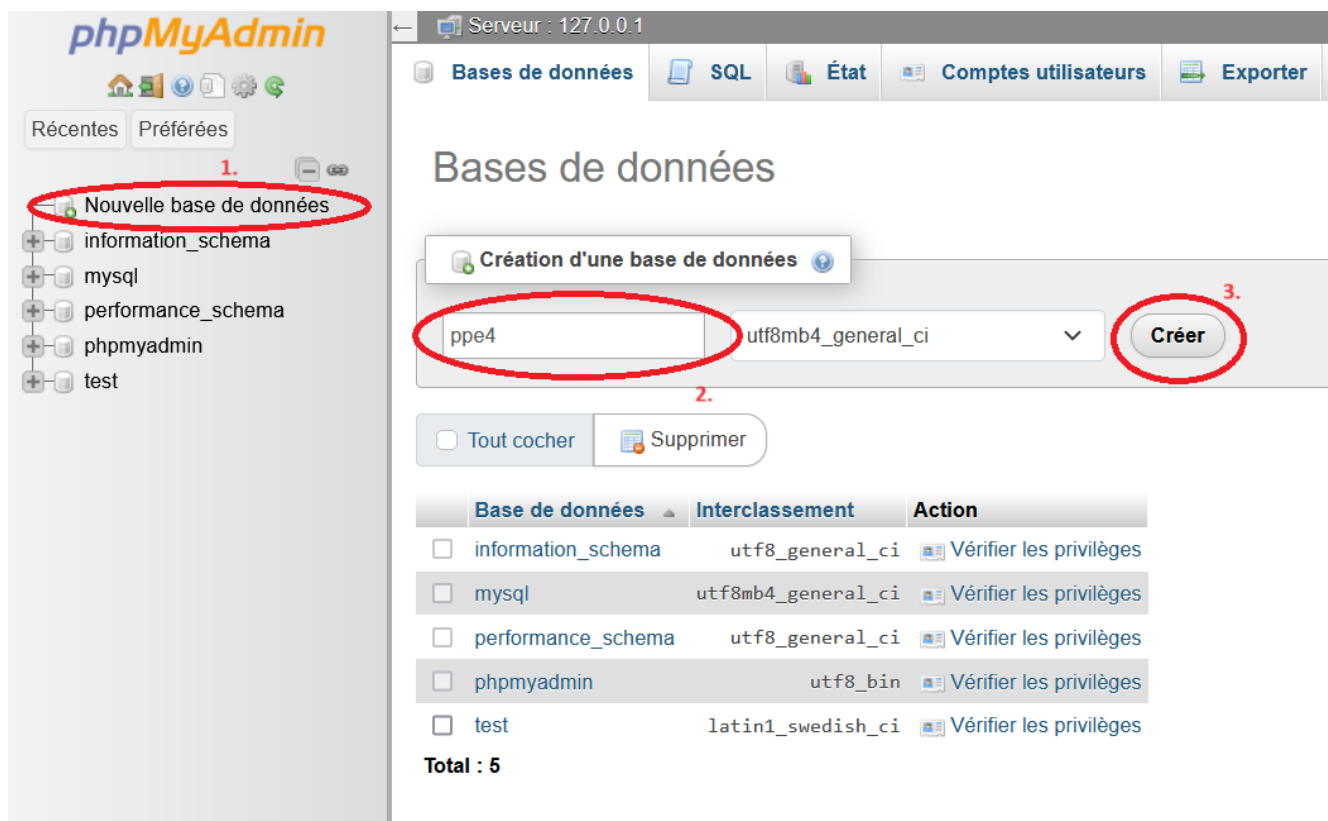 phpMyAdmin
Récentes Préférées
1.
Nouvelle base de données
information_schema
mysql
performance_schema
phpmyadmin
test
Serveur : 127.0.0.1
Bases de données SQL État Comptes utilisateurs Exporter
Bases de données
Création d'une base de données
3.
ppe4 utf8mb4_general_ci Créer
2.
Tout cocher Supprimer
Base de données Interclassement Action
information_schema utf8_general_ci Vérifier les privilèges
mysql utf8mb4_general_ci Vérifier les privilèges
performance_schema utf8_general_ci Vérifier les privilèges
phpmyadmin utf8_bin Vérifier les privilèges
test latin1_swedish_ci Vérifier les privilèges
Total : 5